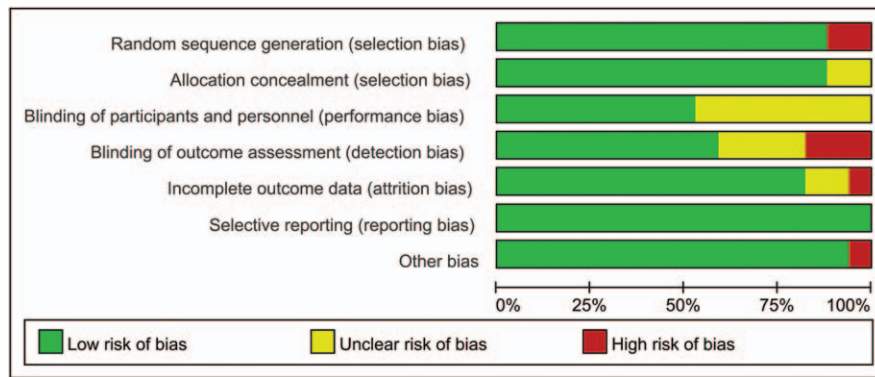 Random sequence generation (selection bias)
Allocation concealment (selection bias)
Blinding of participants and personnel (performance bias)
Blinding of outcome assessment (detection bias)
Incomplete outcome data (attrition bias)
Selective reporting (reporting bias)
Other bias
0% 25% 50% 75% 100%
Low risk of bias Unclear risk of bias High risk of bias